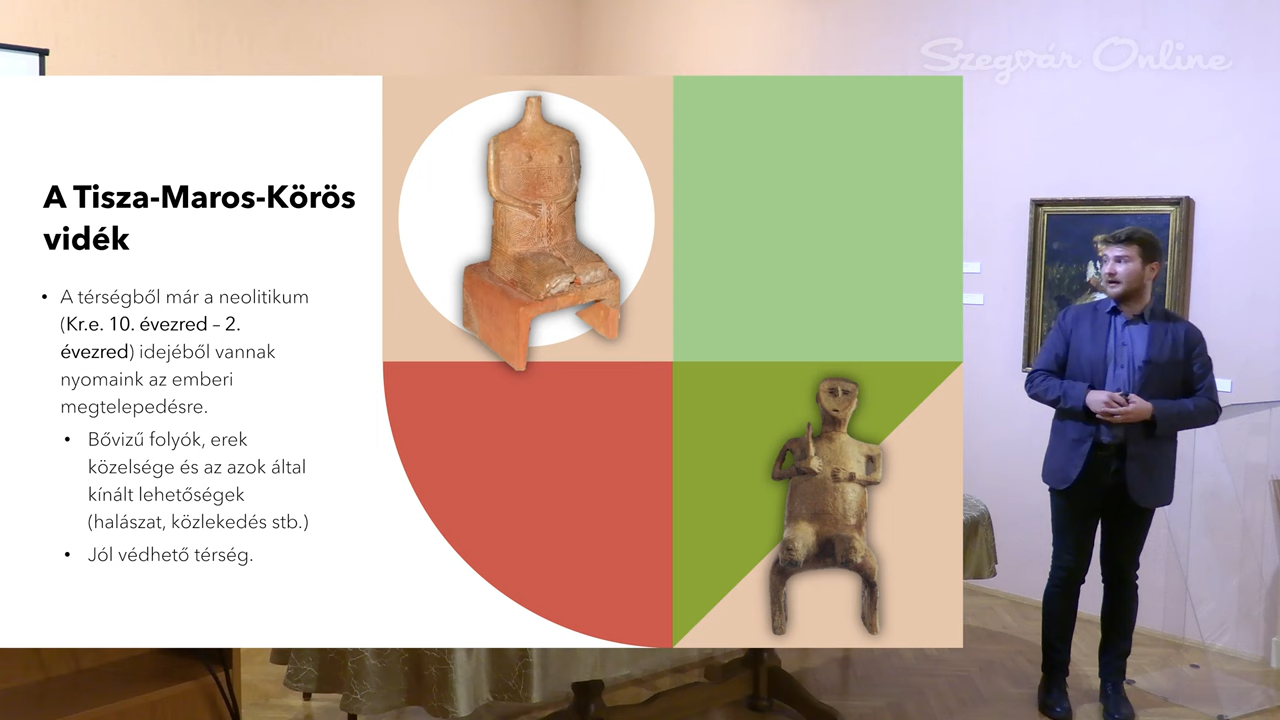 Szegvár Online
A Tisza-Maros-Körös
vidék
• A térségből már a neolitikum
(Kr.e. 10. évezred – 2.
évezred) idejéből vannak
nyomaink az emberi
megtelepedésre.
• Bővizű folyók, erek
közelsége és az azok által
kínált lehetőségek
(halászat, közlekedés stb.)
• Jól védhető térség.